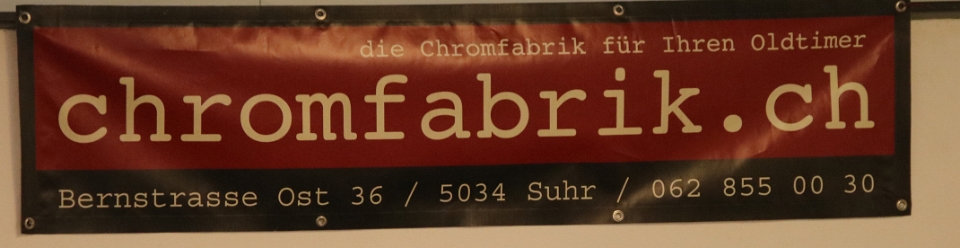 die Chromfabrik für Ihren Oldtimer
chromfabrik.ch
Bernstrasse Ost 36 / 5034 Suhr / 062 855 00 30